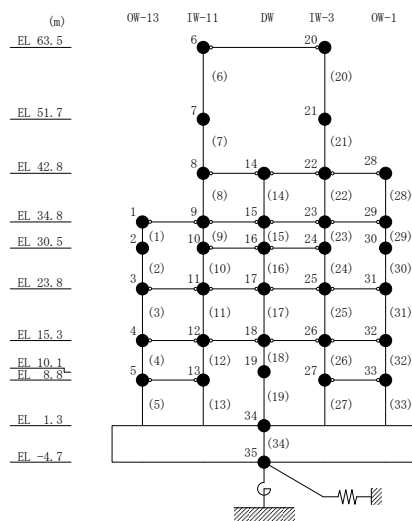 (m) OW-13 IW-11 DW IW-3 OW-1
EL 63.5 6 20
(6) (20)
EL 51.7 7 21
(7) (21)
EL 42.8 8 14 22 28
(8) (14) (22) (28)
EL 34.8 1 9 15 23 29
(1) (9) (15) (23) (29)
EL 30.5 2 10 16 24 30
(2) (10) (16) (24) (30)
EL 23.8 3 11 17 25 31
(3) (11) (17) (25) (31)
EL 15.3 4 12 18 26 32
(4) (12) (18) (26) (32)
EL 10.1 19
EL 8.8 5 13 27 33
(5) (13) (19) (27) (33)
EL 1.3 34
(34)
EL -4.7 35